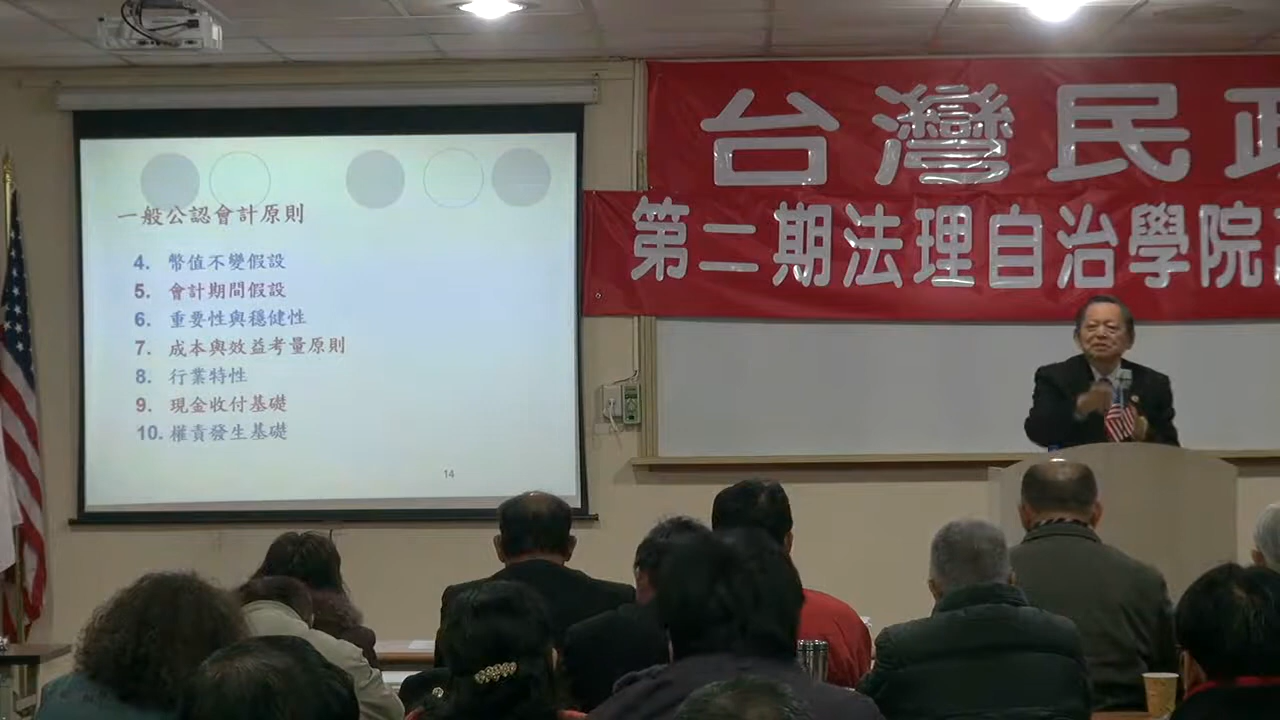 一般公認會計原則
4. 幣值不變假設
5. 會計期間假設
6. 重要性與穩健性
7. 成本與效益考量原則
8. 行業特性
9. 現金收付基礎
10. 權責發生基礎
14
台灣民政
第二期法理自治學院